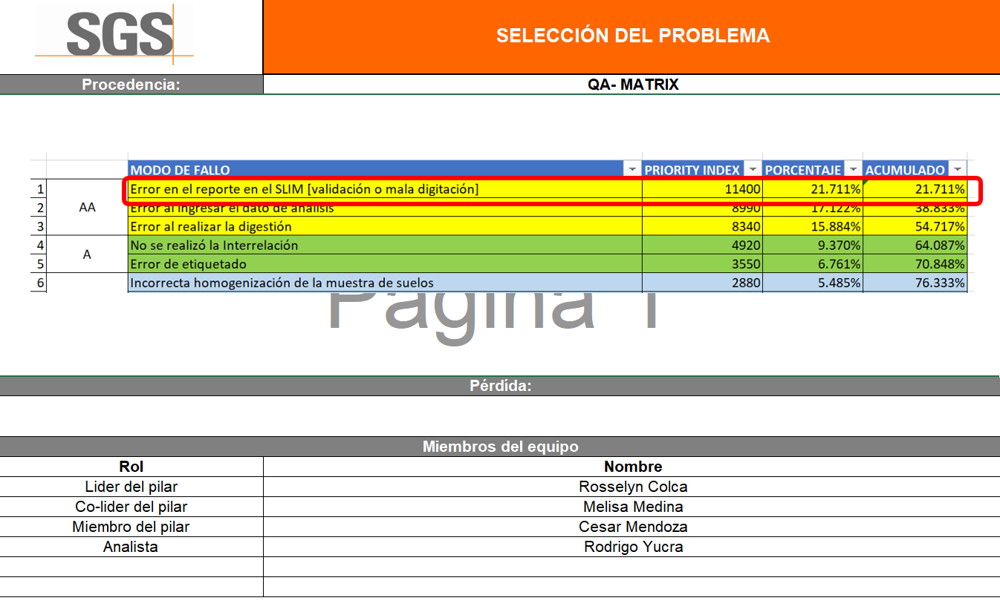 SGS
SELECCIÓN DEL PROBLEMA
Procedencia: QA- MATRIX
MODO DE FALLO PRIORITY INDEX PORCENTAJE ACUMULADO
1 Error en el reporte en el SLIM [validación o mala digitación] 11400 21.711% 21.711%
AA
2 Error al ingresar el dato de análisis 8990 17.122% 38.833%
3 Error al realizar la digestión 8340 15.884% 54.717%
4 No se realizó la Interrelación 4920 9.370% 64.087%
A
5 Error de etiquetado 3550 6.761% 70.848%
6 Incorrecta homogenización de la muestra de suelos 2880 5.485% 76.333%
Página 1
Pérdída:
Miembros del equipo
Rol Nombre
Lider del pilar Rosselyn Colca
Co-lider del pilar Melisa Medina
Miembro del pilar Cesar Mendoza
Analista Rodrigo Yucra